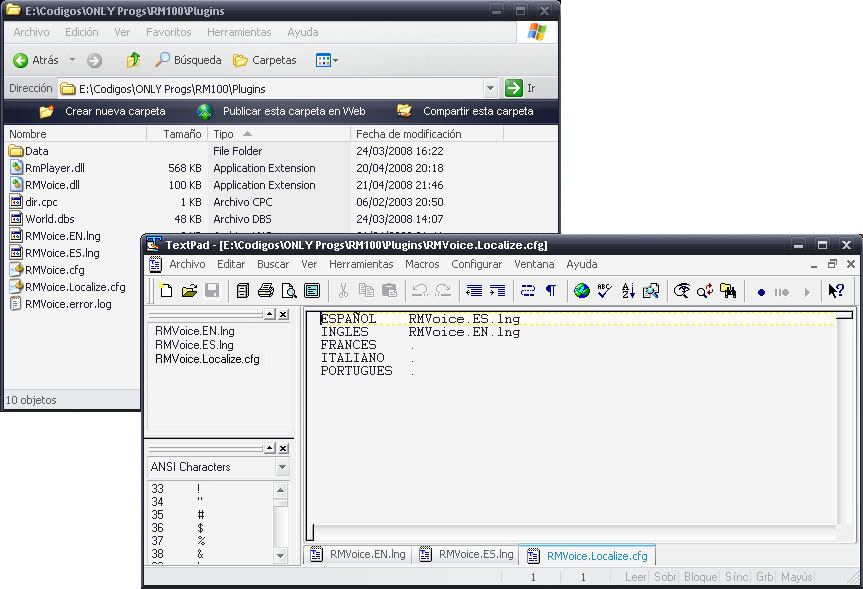 E:\Codigos\ONLY Progs\RM100\Plugins
Archivo Edición Ver Favoritos Herramientas Ayuda
Atrás Búsqueda Carpetas
Dirección E:\Codigos\ONLY Progs\RM100\Plugins Ir
Crear nueva carpeta Publicar esta carpeta en Web Compartir esta carpeta
Nombre Tamaño Tipo Fecha de modificación
Data File Folder 24/03/2008 16:22
RmPlayer.dll 568 KB Application Extension 20/04/2008 20:18
RMVoice.dll 100 KB Application Extension 21/04/2008 21:46
dir.cpc 1 KB Archivo CPC 06/02/2003 20:50
World.dbs 48 KB Archivo DBS 24/03/2008 14:07
RMVoice.EN.lng
RMVoice.ES.lng
RMVoice.cfg
RMVoice.Localize.cfg
RMVoice.error.log
10 objetos
TextPad - [E:\Codigos\ONLY Progs\RM100\Plugins\RMVoice.Localize.cfg]
Archivo Editar Buscar Ver Herramientas Macros Configurar Ventana Ayuda
RMVoice.EN.lng
RMVoice.ES.lng
RMVoice.Localize.cfg
ANSI Characters
33 !
34 "
35 #
36 $
37 %
38 &
ESPAÑOL RMVoice.ES.lng
INGLES RMVoice.EN.lng
FRANCES .
ITALIANO .
PORTUGUES .
RMVoice.EN.lng RMVoice.ES.lng RMVoice.Localize.cfg
1 1 Leer Sobr Bloque Sínc Grb Mayús